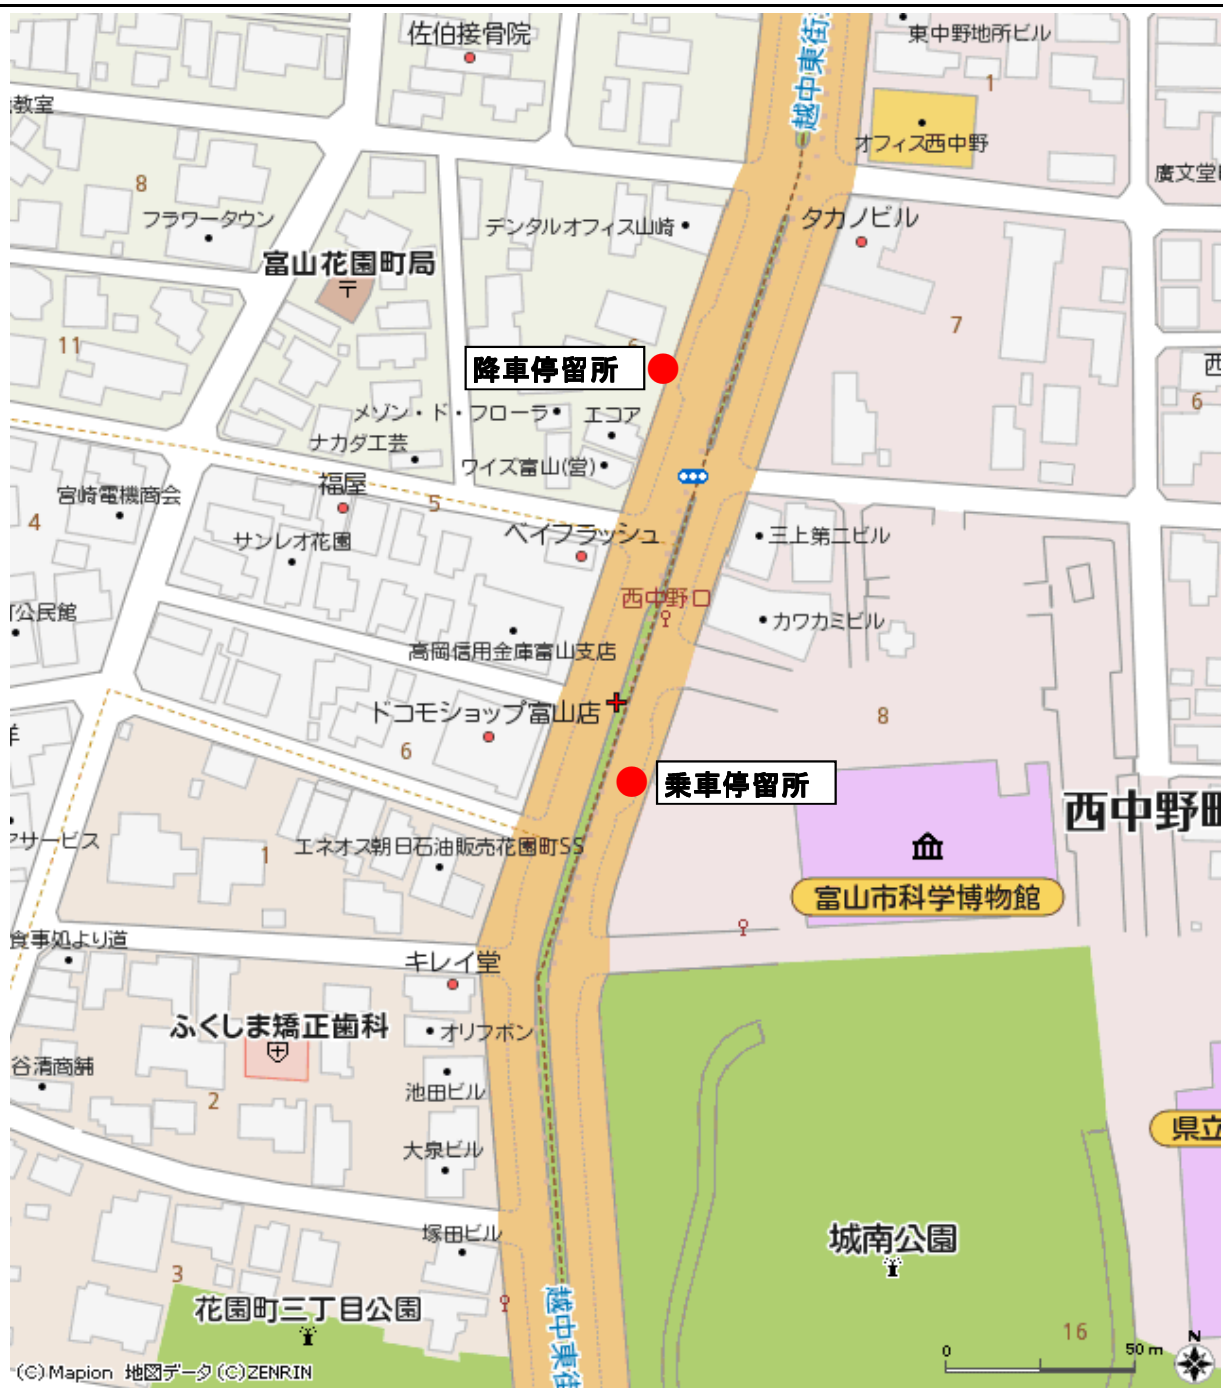 佐伯接骨院
越中東街
東中野地所ビル
1
教室
オフィス西中野
廣文堂
8
フラワータウン
デンタルオフィス山崎
タカノビル
富山花園町局
〒
11
7
6
降車停留所
西
6
メゾン・ド・フローラ
エコア
ナカダ工芸
ワイズ富山(営)
福屋
宮崎電機商会
5
4
ベイフラッシュ
サンレオ花園
三上第二ビル
西中野口
公民館
カワカミビル
高岡信用金庫富山支店
ドコモショップ富山店
8
洋
6
乗車停留所
西中野町
アサービス
エネオス朝日石油販売花園町SS
1
富山市科学博物館
食事処より道
キレイ堂
ふくしま矯正歯科
オリフボン
谷清商舗
池田ビル
2
県立
大泉ビル
塚田ビル
城南公園
3
花園町三丁目公園
越中東街
16
0
50 m
N
(C)Mapion 地図データ(C)ZENRIN